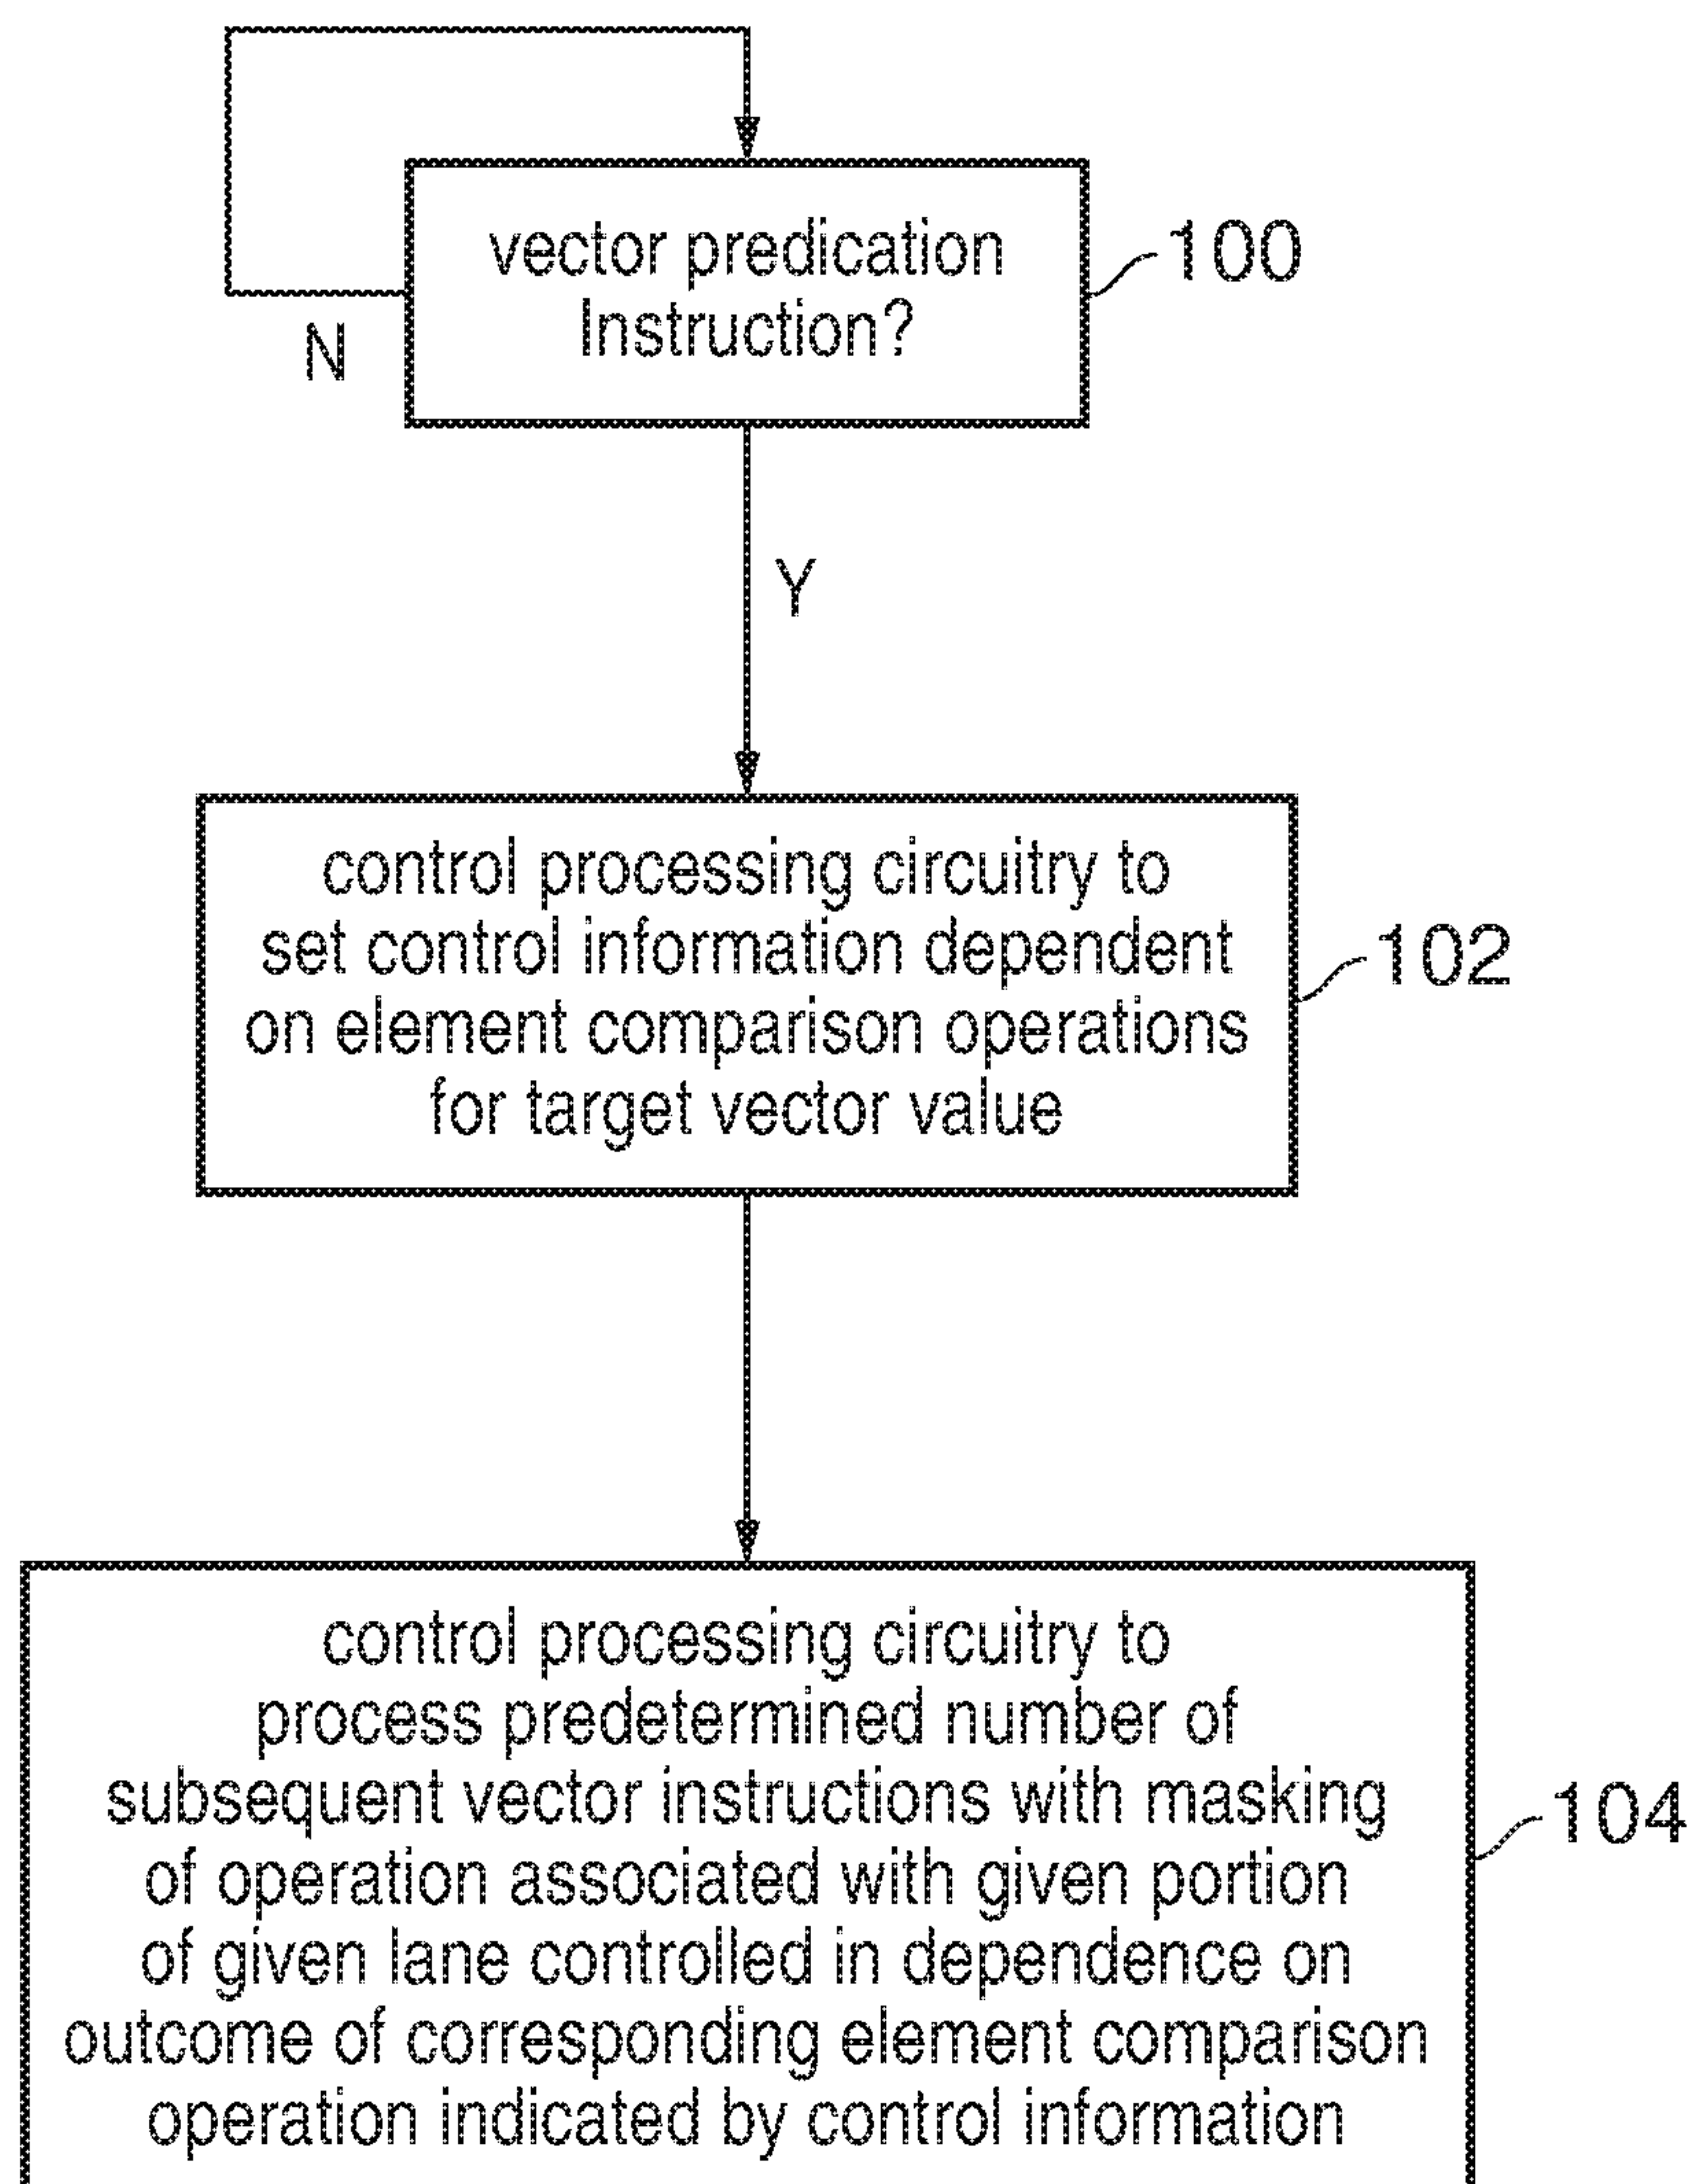 vector predication
Instruction?
100
N
Y
control processing circuitry to
set control information dependent
on element comparison operations
for target vector value
102
control processing circuitry to
process predetermined number of
subsequent vector instructions with masking
of operation associated with given portion
of given lane controlled in dependence on
outcome of corresponding element comparison
operation indicated by control information
104